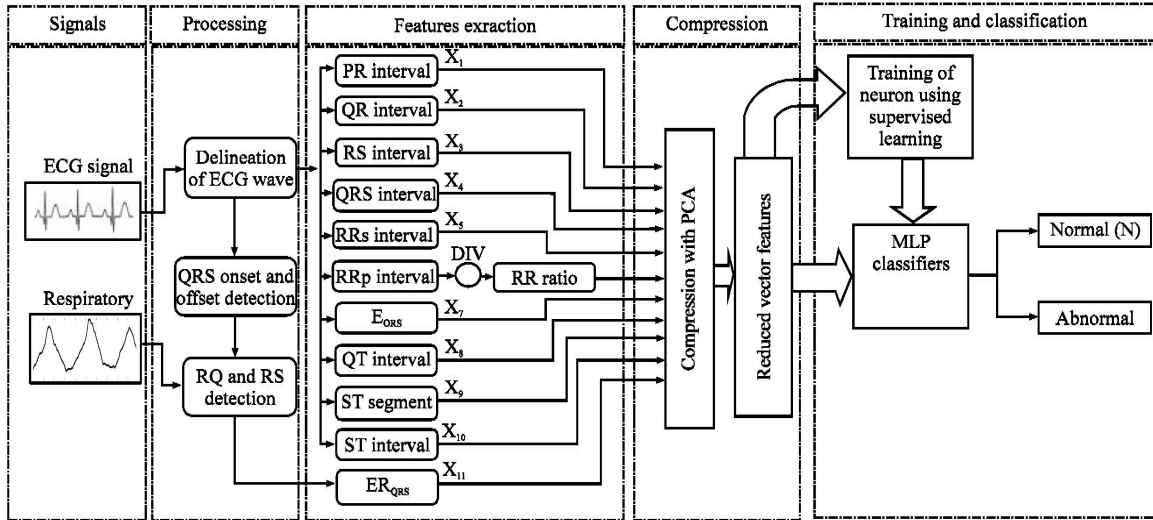 Signals
Processing
Features exraction
Compression
Training and classification
ECG signal
Respiratory
Delineation
of ECG wave
QRS onset and
offset detection
RQ and RS
detection
PR interval
X1
QR interval
X2
RS interval
X3
QRS interval
X4
RRs interval
X5
RRp interval
DIV
RR ratio
EORS
X7
QT interval
X8
ST segment
X9
ST interval
X10
ERQRS
X11
Compression with PCA
Reduced vector features
Training of
neuron using
supervised
learning
MLP
classifiers
Normal (N)
Abnormal